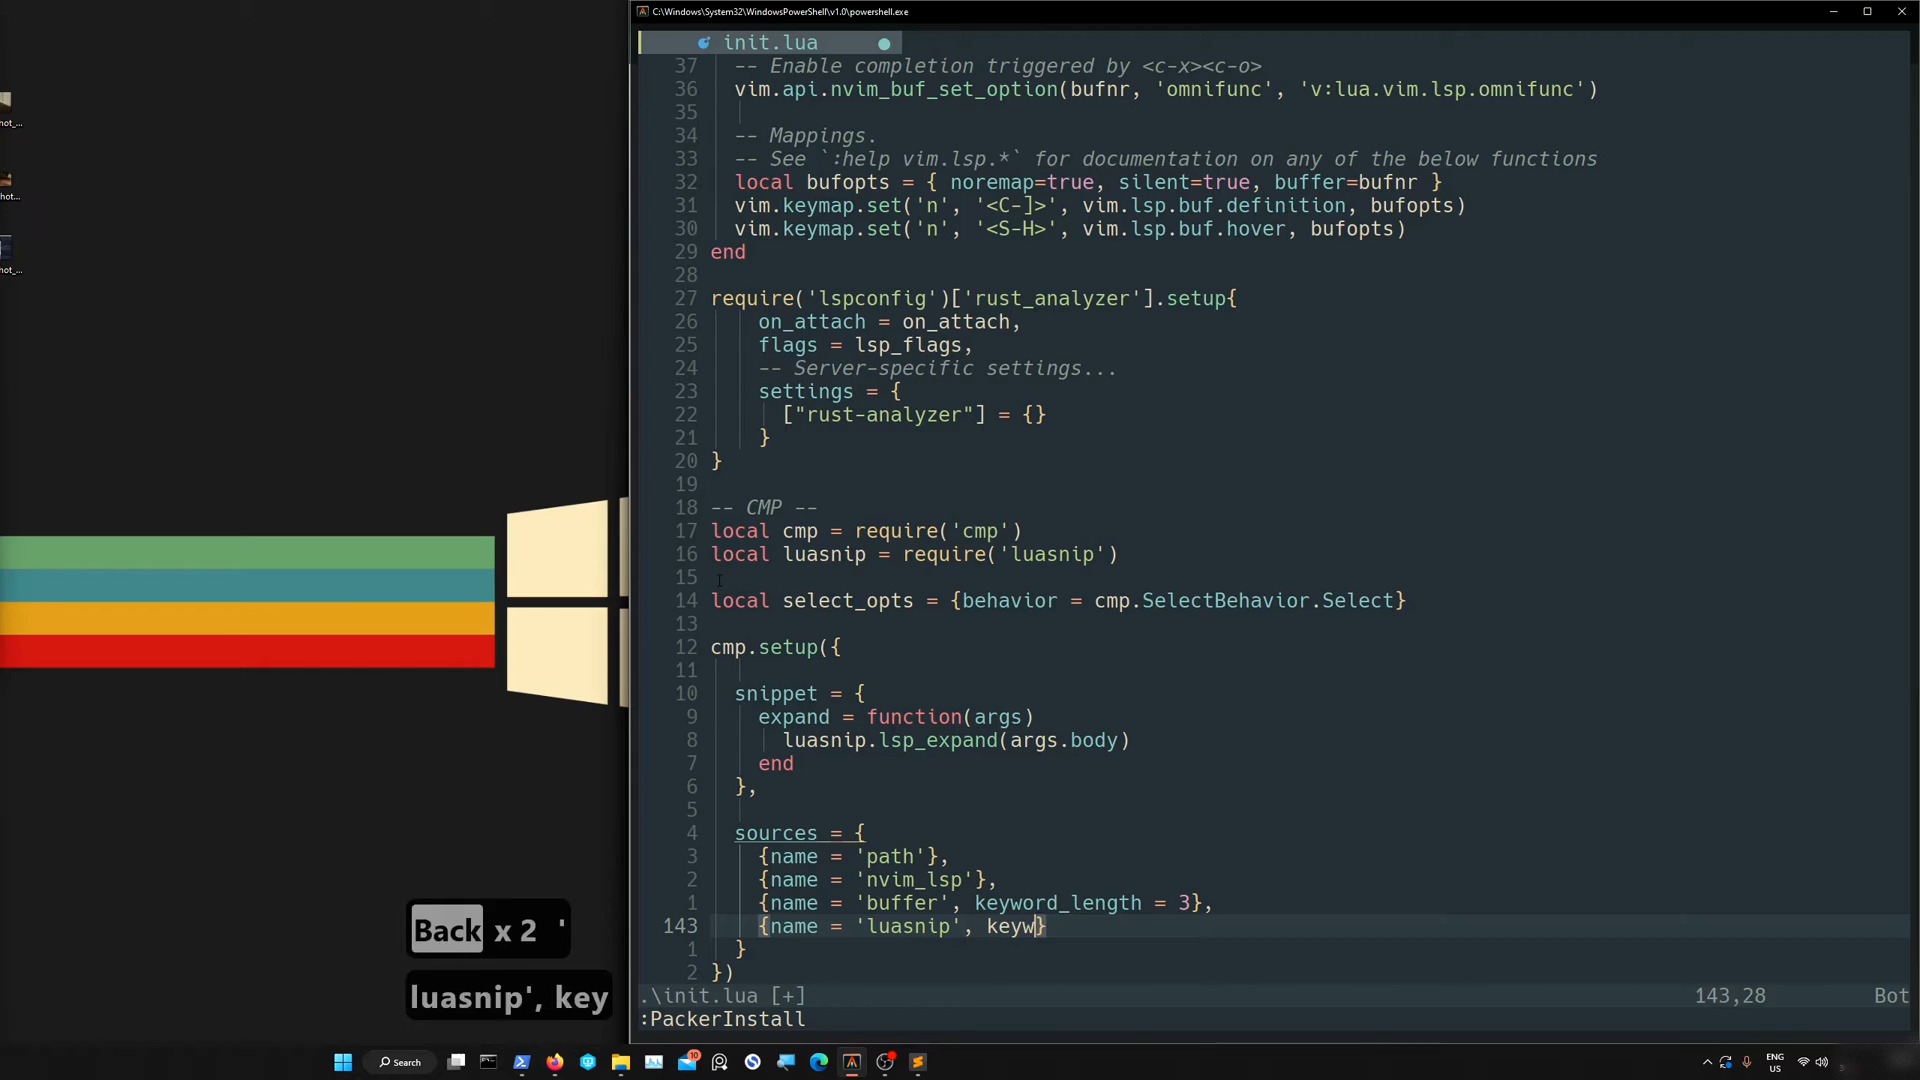 C:\Windows\System32\WindowsPowerShell\v1.0\powershell.exe
init.lua
37 -- Enable completion triggered by <c-x><c-o>
36 vim.api.nvim_buf_set_option(bufnr, 'omnifunc', 'v:lua.vim.lsp.omnifunc')
35
34 -- Mappings.
33 -- See `:help vim.lsp.*` for documentation on any of the below functions
32 local bufopts = { noremap=true, silent=true, buffer=bufnr }
31 vim.keymap.set('n', '<C-]>', vim.lsp.buf.definition, bufopts)
30 vim.keymap.set('n', '<S-H>', vim.lsp.buf.hover, bufopts)
29 end
28
27 require('lspconfig')['rust_analyzer'].setup{
26 on_attach = on_attach,
25 flags = lsp_flags,
24 -- Server-specific settings...
23 settings = {
22 ["rust-analyzer"] = {}
21 }
20 }
19
18 -- CMP --
17 local cmp = require('cmp')
16 local luasnip = require('luasnip')
15
14 local select_opts = {behavior = cmp.SelectBehavior.Select}
13
12 cmp.setup({
11
10 snippet = {
9 expand = function(args)
8 luasnip.lsp_expand(args.body)
7 end
6 },
5
4 sources = {
3 {name = 'path'},
2 {name = 'nvim_lsp'},
1 {name = 'buffer', keyword_length = 3},
143 {name = 'luasnip', keyw}
1 }
2 })
.\init.lua [+] 143,28 Bot
:PackerInstall
hot_...
hot...
hot_...
Back x 2 '
luasnip', key
Search
10
ENG
US